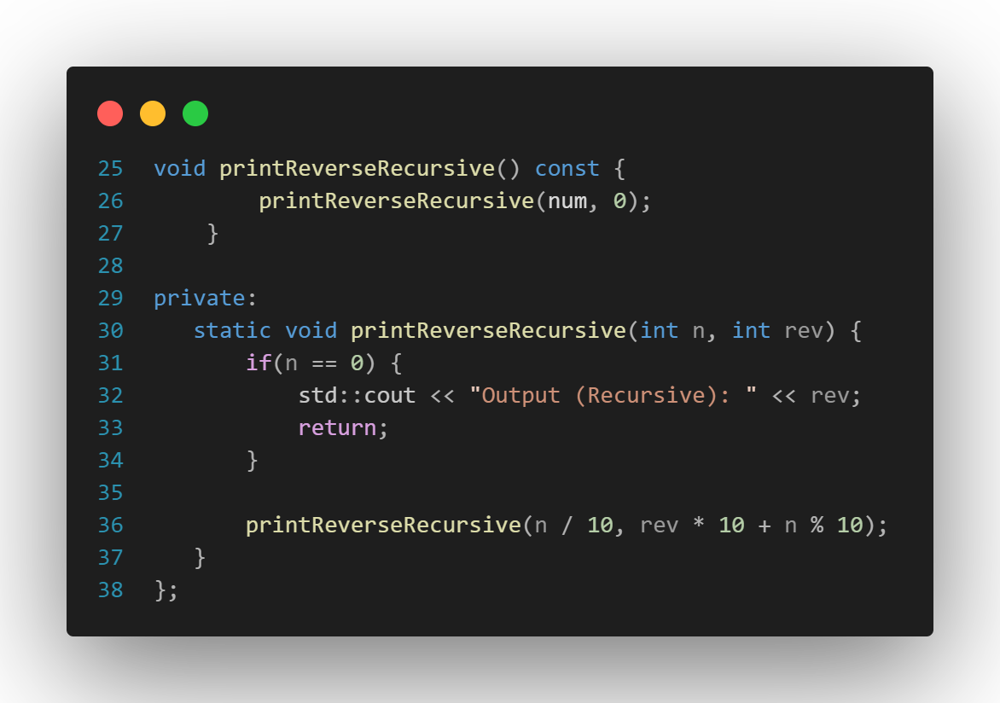 25 void printReverseRecursive() const {
26         printReverseRecursive(num, 0);
27     }
28
29 private:
30    static void printReverseRecursive(int n, int rev) {
31        if(n == 0) {
32            std::cout << "Output (Recursive): " << rev;
33            return;
34        }
35
36        printReverseRecursive(n / 10, rev * 10 + n % 10);
37    }
38 };